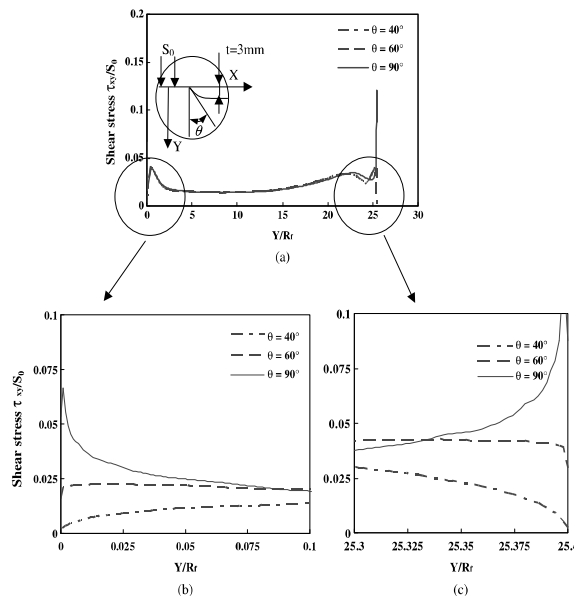 0.2
0.15
0.1
0.05
0
Shear stress τxy/S0
S0
t=3mm
X
Y
θ
θ = 40°
θ = 60°
θ = 90°
0 5 10 15 20 25 30
Y/Rf
(a)
0.1
0.075
0.05
0.025
0
Shear stress τ xy/S0
θ = 40°
θ = 60°
θ = 90°
0 0.025 0.05 0.075 0.1
Y/Rf
(b)
0.1
0.075
0.05
0.025
0
θ = 40°
θ = 60°
θ = 90°
25.3 25.325 25.35 25.375 25.4
Y/Rf
(c)